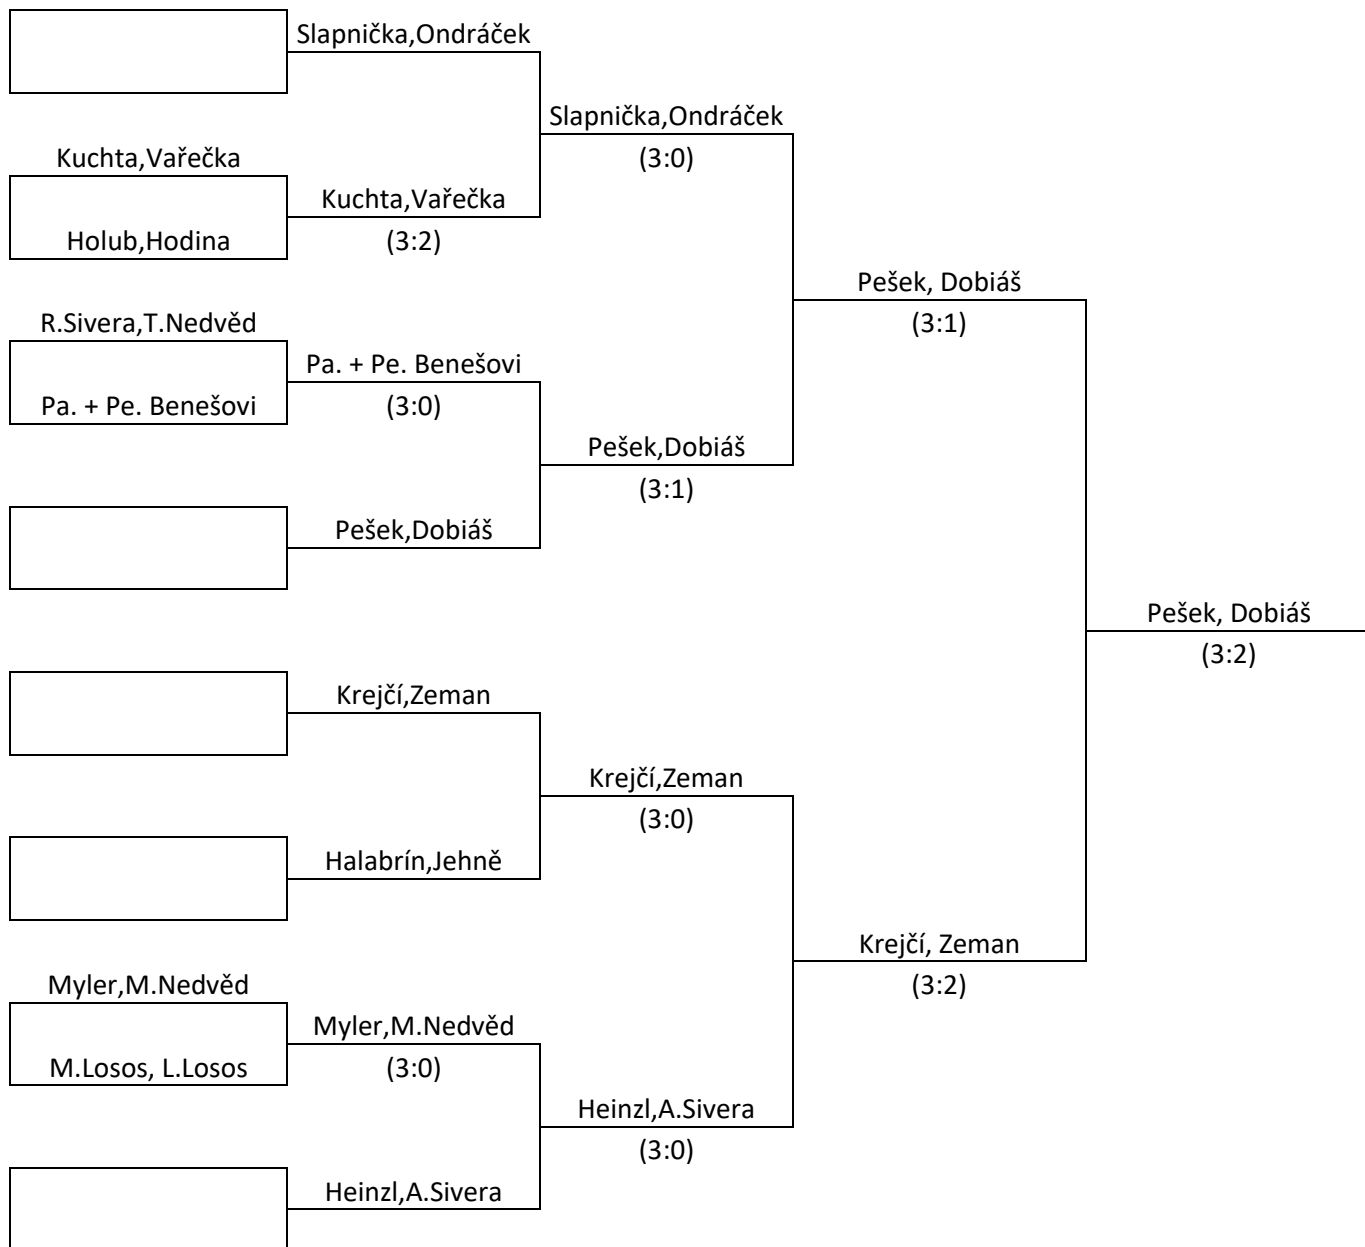 Slapnička,Ondráček
Slapnička,Ondráček
(3:0)
Kuchta,Vařečka
Kuchta,Vařečka
(3:2)
Holub,Hodina
Pešek, Dobiáš
(3:1)
R.Sivera,T.Nedvěd
Pa. + Pe. Benešovi
(3:0)
Pa. + Pe. Benešovi
Pešek,Dobiáš
(3:1)
Pešek,Dobiáš
Pešek, Dobiáš
(3:2)
Krejčí,Zeman
Krejčí,Zeman
(3:0)
Halabrín,Jehně
Krejčí, Zeman
(3:2)
Myler,M.Nedvěd
Myler,M.Nedvěd
(3:0)
M.Losos, L.Losos
Heinzl,A.Sivera
(3:0)
Heinzl,A.Sivera